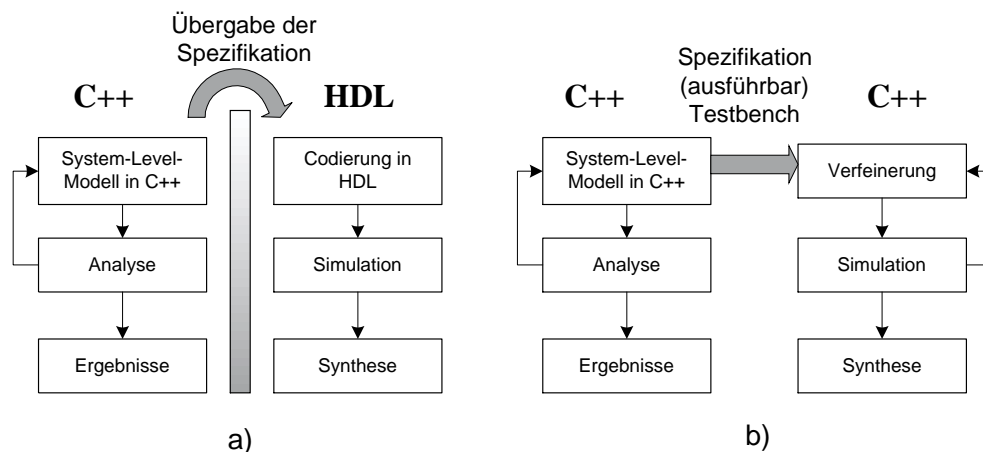 Übergabe der
Spezifikation
C++
HDL
System-Level-
Modell in C++
Analyse
Ergebnisse
Codierung in
HDL
Simulation
Synthese
a)
Spezifikation
(ausführbar)
Testbench
C++
C++
System-Level-
Modell in C++
Analyse
Ergebnisse
Verfeinerung
Simulation
Synthese
b)